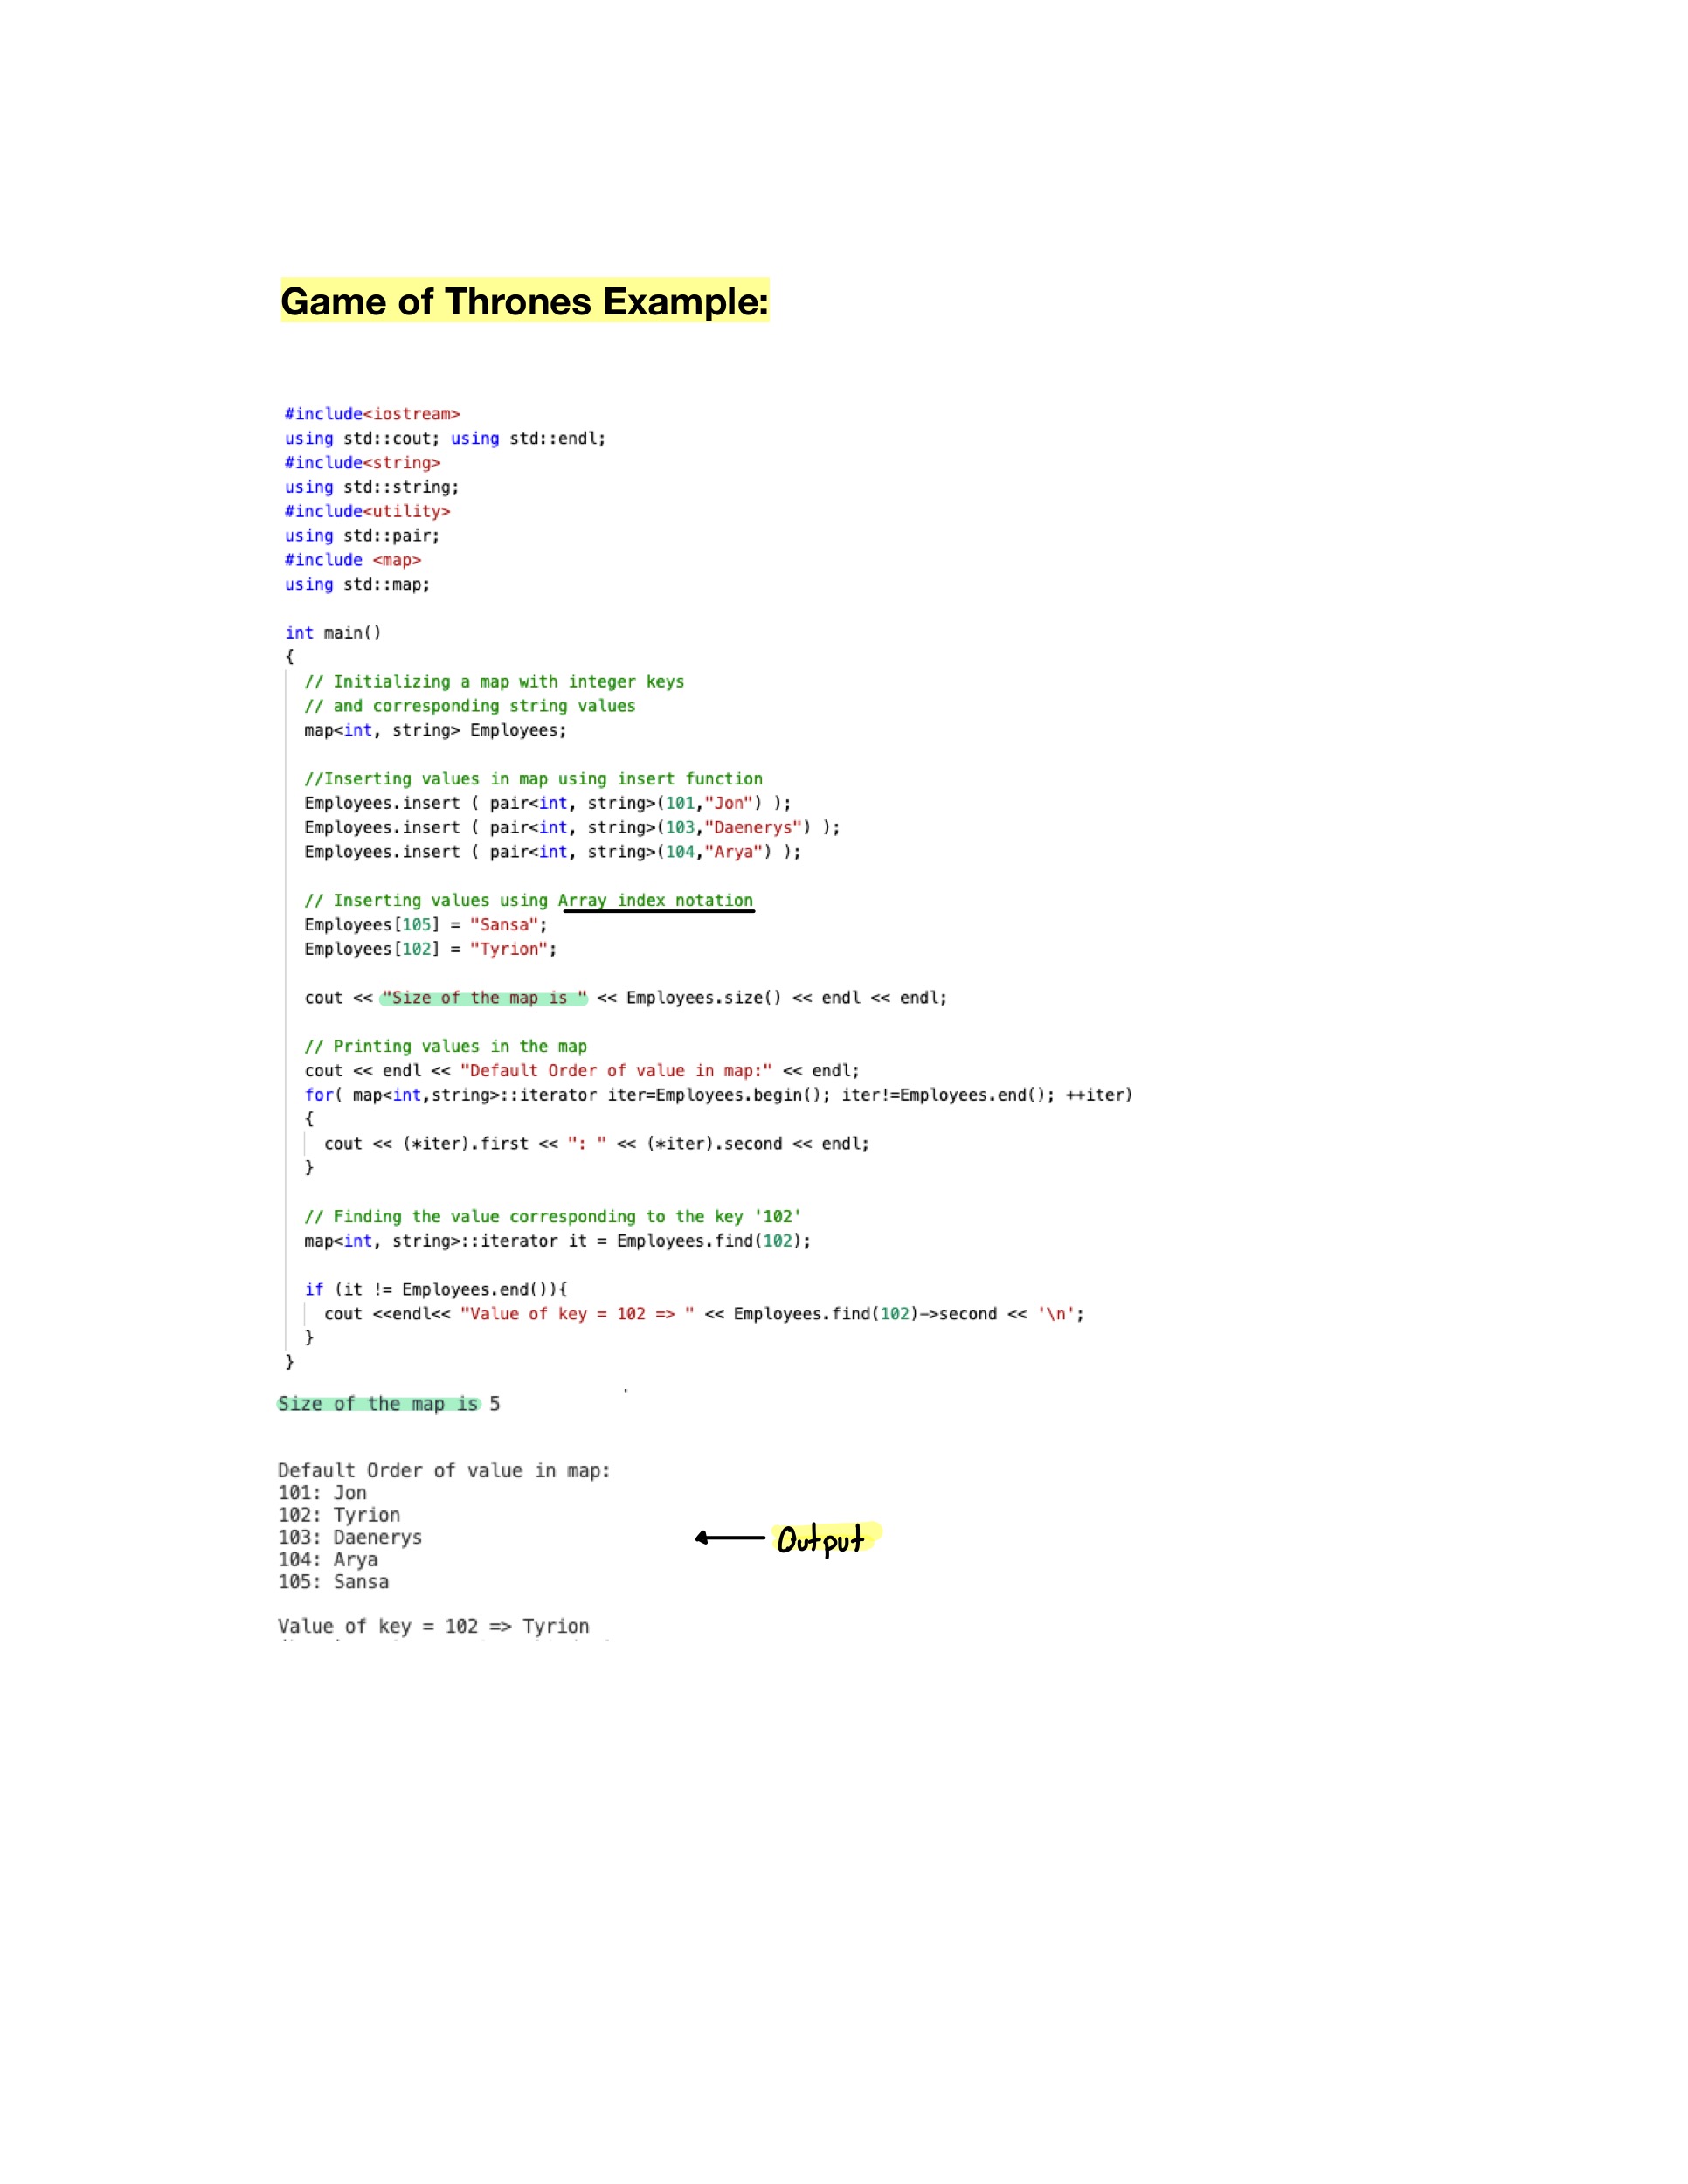 Game of Thrones Example:
#include<iostream>
using std::cout; using std::endl;
#include<string>
using std::string;
#include<utility>
using std::pair;
#include <map>
using std::map;
int main()
{
// Initializing a map with integer keys
// and corresponding string values
map<int, string> Employees;
//Inserting values in map using insert function
Employees.insert ( pair<int, string>(101,"Jon") );
Employees.insert ( pair<int, string>(103,"Daenerys") );
Employees.insert ( pair<int, string>(104,"Arya") );
// Inserting values using Array index notation
Employees[105] = "Sansa";
Employees[102] = "Tyrion";
cout << "Size of the map is " << Employees.size() << endl << endl;
// Printing values in the map
cout << endl << "Default Order of value in map:" << endl;
for( map<int,string>::iterator iter=Employees.begin(); iter!=Employees.end(); ++iter)
{
cout << (*iter).first << ": " << (*iter).second << endl;
}
// Finding the value corresponding to the key '102'
map<int, string>::iterator it = Employees.find(102);
if (it != Employees.end()){
cout <<endl<< "Value of key = 102 => " << Employees.find(102)->second << '\n';
}
}
Size of the map is 5
Default Order of value in map:
101: Jon
102: Tyrion
103: Daenerys
104: Arya
105: Sansa
Output
Value of key = 102 => Tyrion